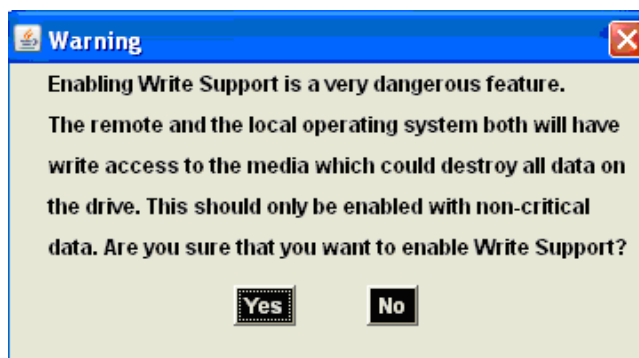 Warning
Enabling Write Support is a very dangerous feature.
The remote and the local operating system both will have
write access to the media which could destroy all data on
the drive. This should only be enabled with non-critical
data. Are you sure that you want to enable Write Support?
Yes No